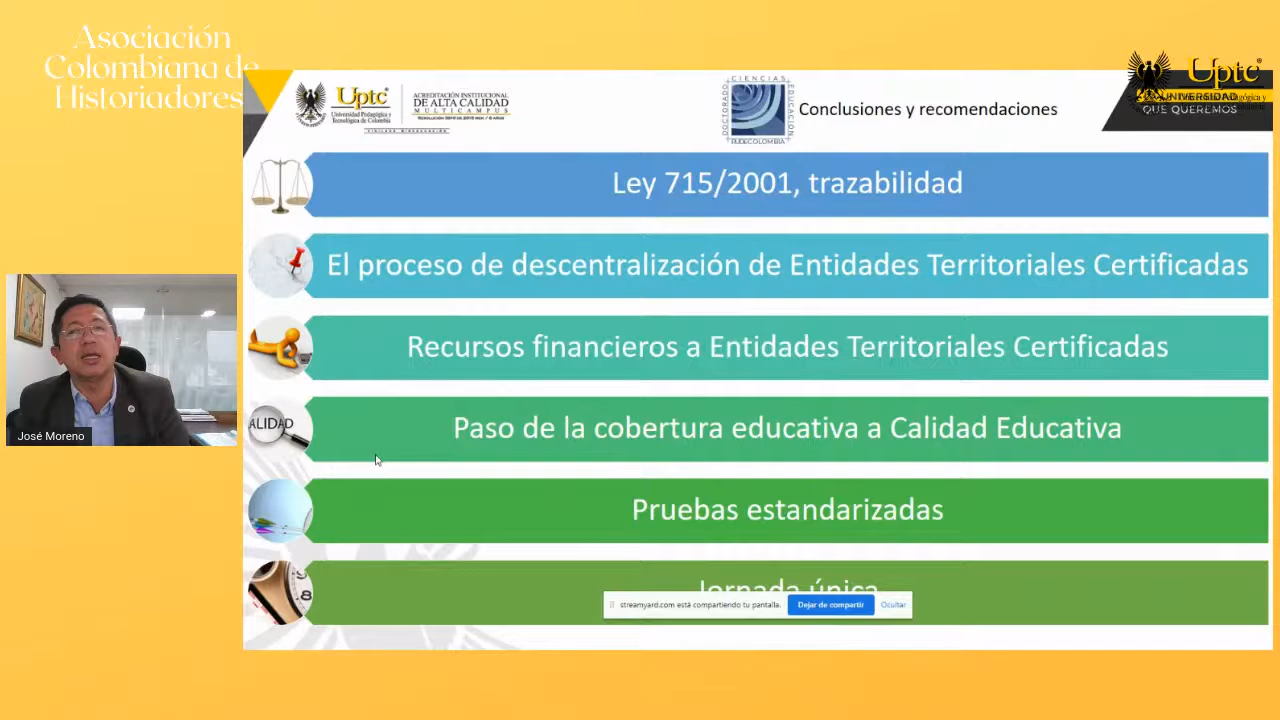 Asociación
Colombiana de
Historiadores
Uptc
Universidad Pedagógica y
Tecnológica de Colombia
ACREDITACIÓN INSTITUCIONAL
DE ALTA CALIDAD
MULTICAMPUS
CIENCIAS
DOCTORADO
EDUCACIÓN
RUDECOLOMBIA
Conclusiones y recomendaciones
Uptc
UNIVERSIDAD
QUE QUEREMOS
Ley 715/2001, trazabilidad
El proceso de descentralización de Entidades Territoriales Certificadas
Recursos financieros a Entidades Territoriales Certificadas
ALIDAD
Paso de la cobertura educativa a Calidad Educativa
Pruebas estandarizadas
Jornada única
streamyard.com está compartiendo tu pantalla.
Dejar de compartir
Ocultar
José Moreno